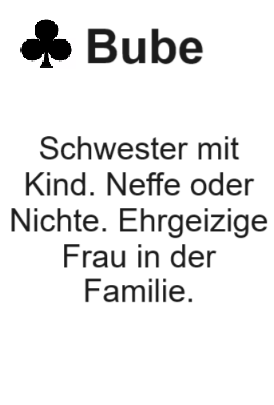 ♣ Bube
Schwester mit
Kind. Neffe oder
Nichte. Ehrgeizige
Frau in der
Familie.